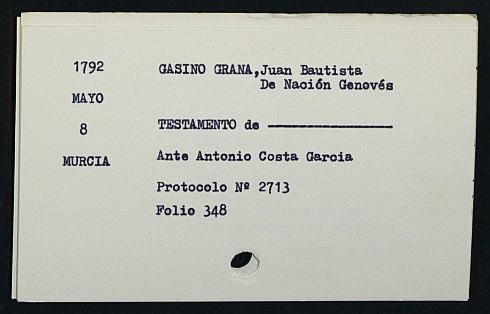 1792 GASINO GRANA,Juan Bautista
De Nación Genovés
MAYO
8 TESTAMENTO de ------------------
MURCIA Ante Antonio Costa Garcia
Protocolo Nº 2713
Folio 348